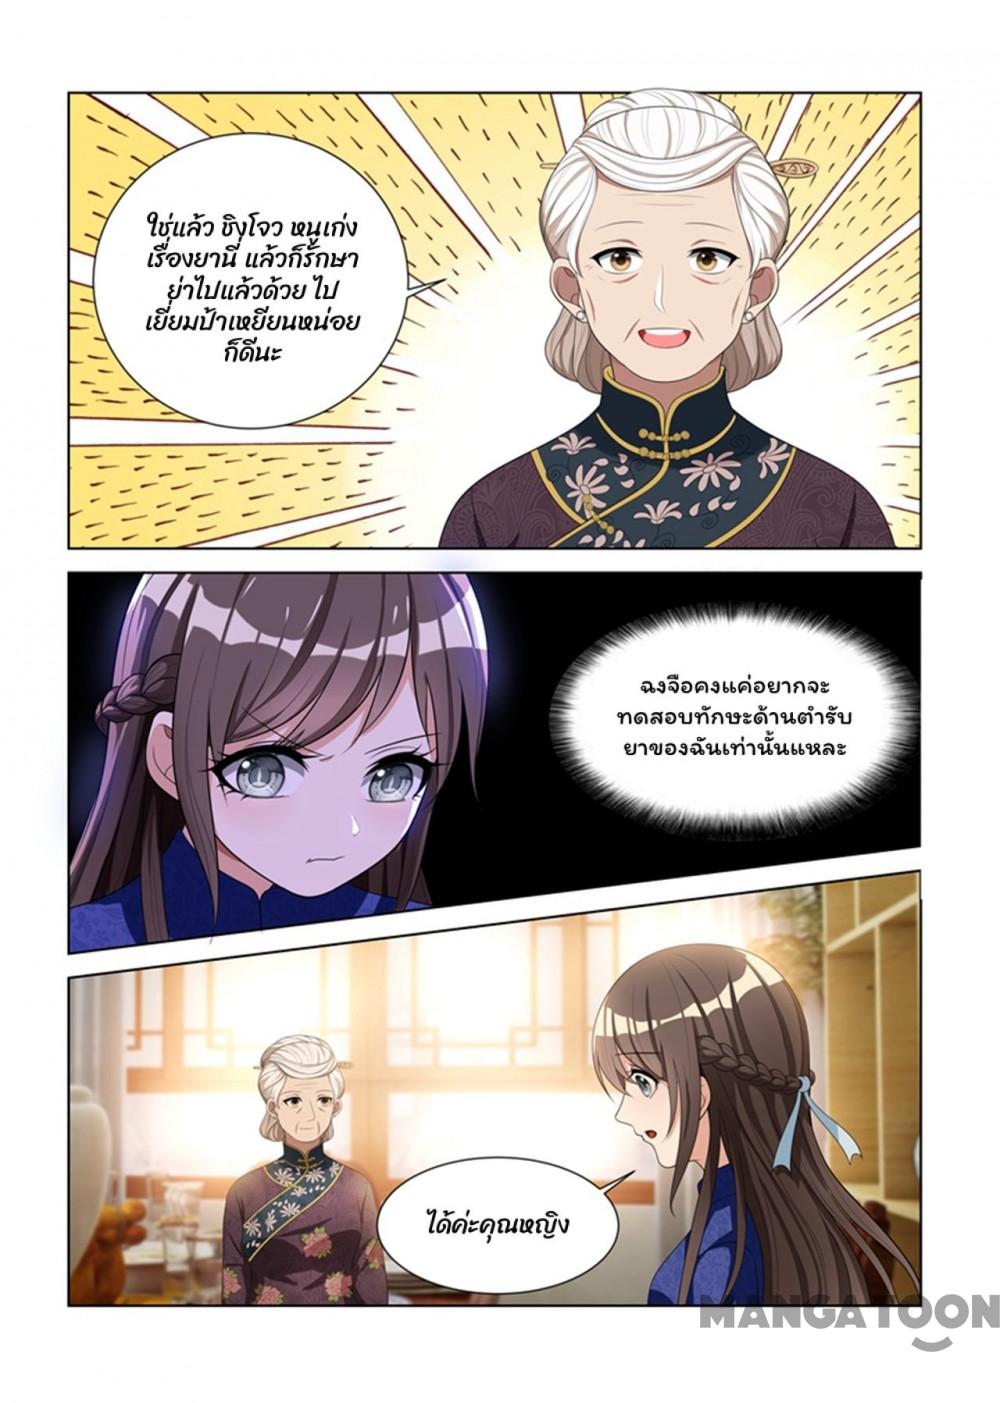 ใช่แล้ว ชิงโจว หนูเก่ง
เรื่องยานี่ แล้วก็รักษา
ย่าไปแล้วด้วย ไป
เยี่ยมป้าเหยียนหน่อย
ก็ดีนะ
ฉงจือคงแค่อยากจะ
ทดสอบทักษะด้านตำรับ
ยาของฉันเท่านั้นแหละ
ได้ค่ะคุณหญิง
MANGATOON